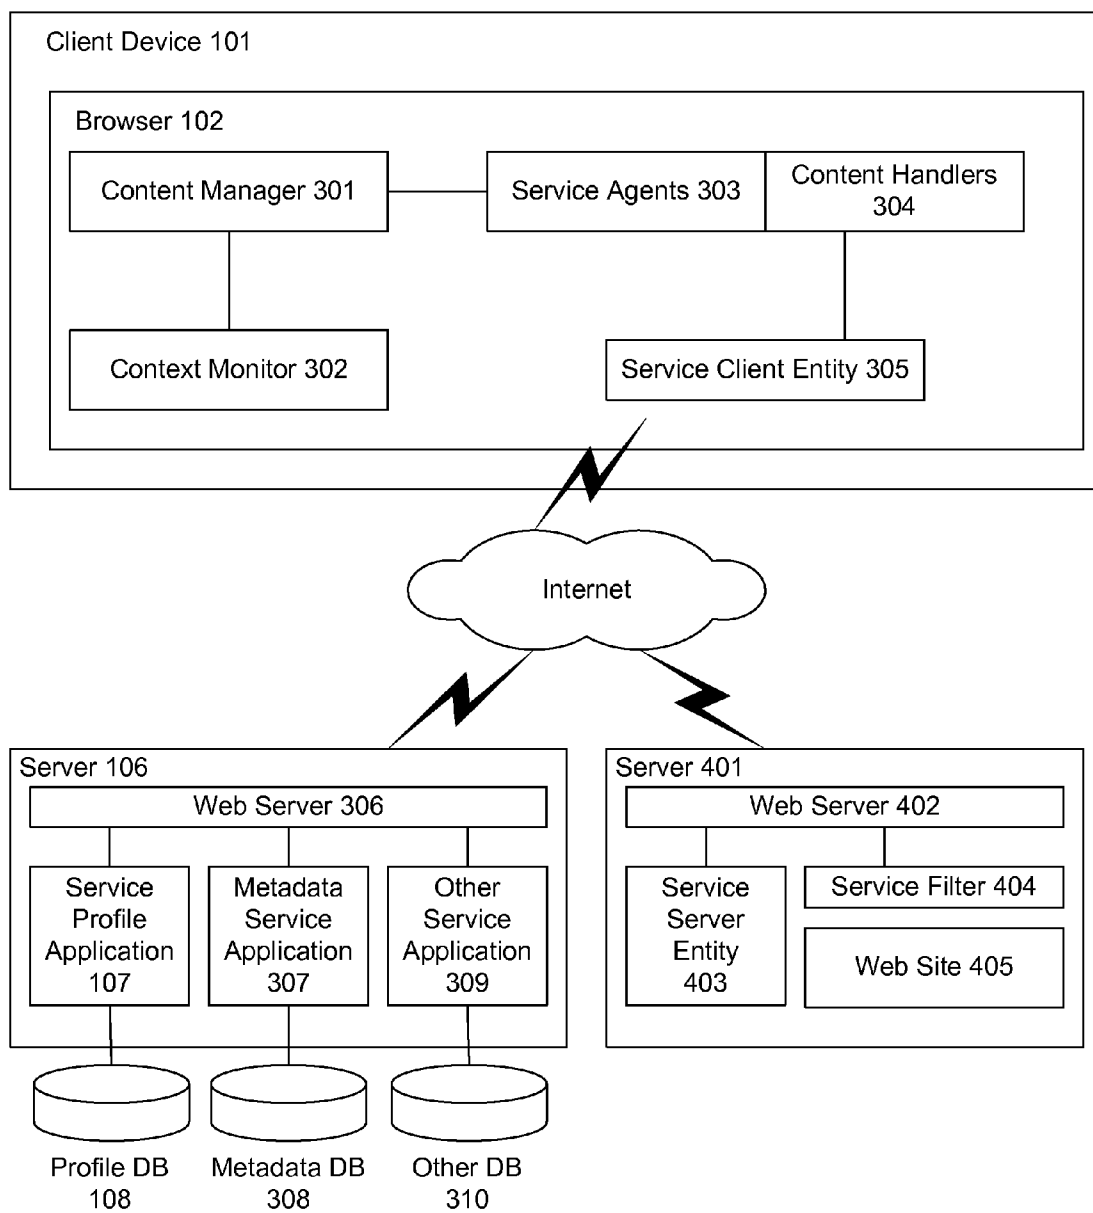 Client Device 101
Browser 102
Content Manager 301
Service Agents 303
Content Handlers
304
Context Monitor 302
Service Client Entity 305
Internet
Server 106
Web Server 306
Service
Profile
Application
107
Metadata
Service
Application
307
Other
Service
Application
309
Profile DB
108
Metadata DB
308
Other DB
310
Server 401
Web Server 402
Service
Server
Entity
403
Service Filter 404
Web Site 405